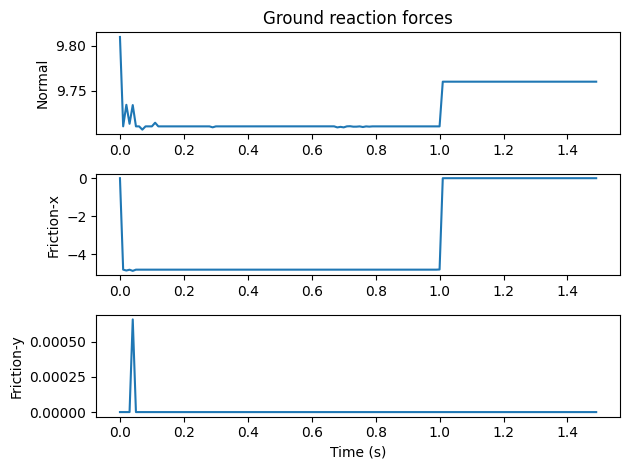 Ground reaction forces
Normal
9.80
9.75
0.0 0.2 0.4 0.6 0.8 1.0 1.2 1.4
Friction-x
0
−2
−4
0.0 0.2 0.4 0.6 0.8 1.0 1.2 1.4
Friction-y
0.00050
0.00025
0.00000
0.0 0.2 0.4 0.6 0.8 1.0 1.2 1.4
Time (s)